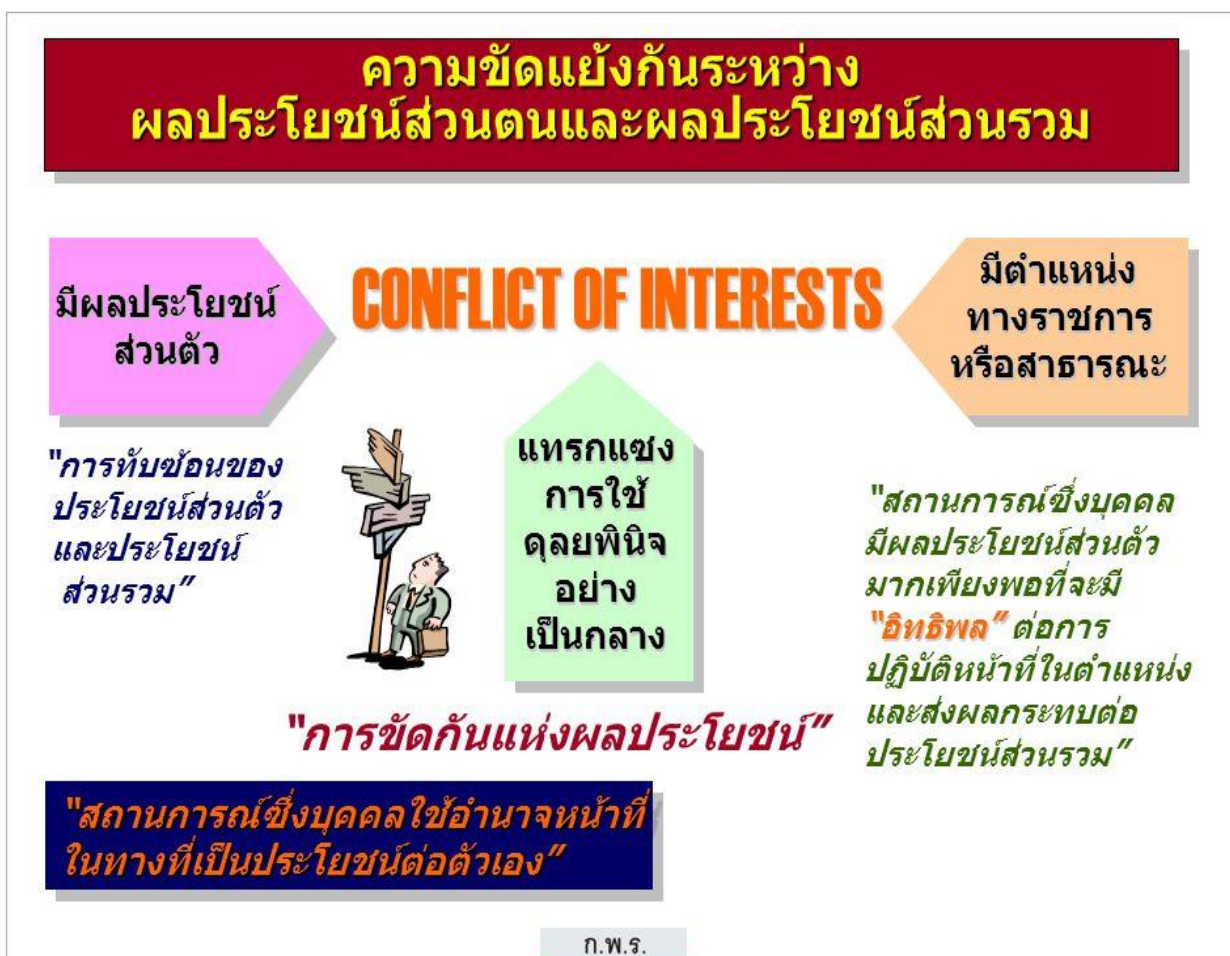 ความขัดแย้งกันระหว่าง
ผลประโยชน์ส่วนตนและผลประโยชน์ส่วนรวม
มีผลประโยชน์
ส่วนตัว
CONFLICT OF INTERESTS
มีตำแหน่ง
ทางราชการ
หรือสาธารณะ
"การทับซ้อนของ
ประโยชน์ส่วนตัว
และประโยชน์
ส่วนรวม"
แทรกแซง
การใช้
ดุลยพินิจ
อย่าง
เป็นกลาง
"สถานการณ์ซึ่งบุคคล
มีผลประโยชน์ส่วนตัว
มากเพียงพอที่จะมี
"อิทธิพล" ต่อการ
ปฏิบัติหน้าที่ในตำแหน่ง
และส่งผลกระทบต่อ
ประโยชน์ส่วนรวม"
"การขัดกันแห่งผลประโยชน์"
"สถานการณ์ซึ่งบุคคลใช้อำนาจหน้าที่
ในทางที่เป็นประโยชน์ต่อตัวเอง"
ก.พ.ร.